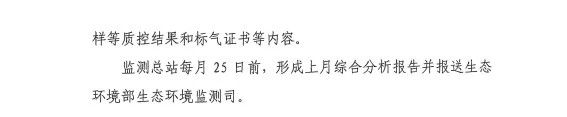 样等质控结果和标气证书等内容。
监测总站每月 25 日前，形成上月综合分析报告并报送生态
环境部生态环境监测司。